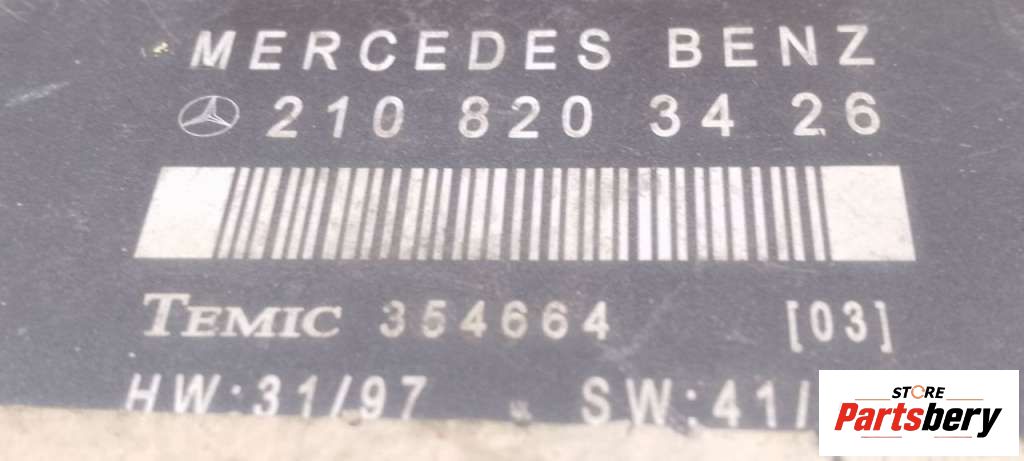 MERCEDES BENZ
210 820 34 26
TEMIC 354664 [03]
HW:31/97 SW:41/
STORE
Partsbery